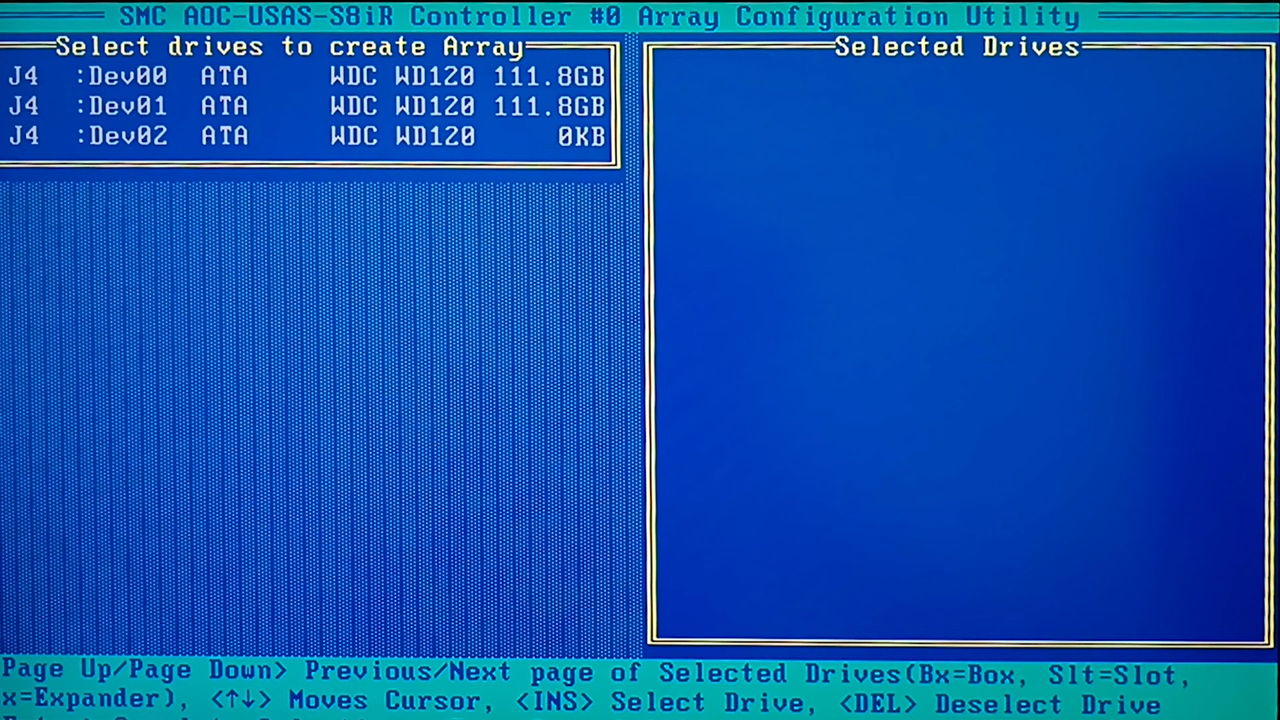 SMC AOC-USAS-S8iR Controller #0 Array Configuration Utility
Select drives to create Array
J4 :Dev00 ATA WDC WD120 111.8GB
J4 :Dev01 ATA WDC WD120 111.8GB
J4 :Dev02 ATA WDC WD120 0KB
Selected Drives
Page Up/Page Down> Previous/Next page of Selected Drives(Bx=Box, Slt=Slot,
x=Expander), <↑↓> Moves Cursor, <INS> Select Drive, <DEL> Deselect Drive